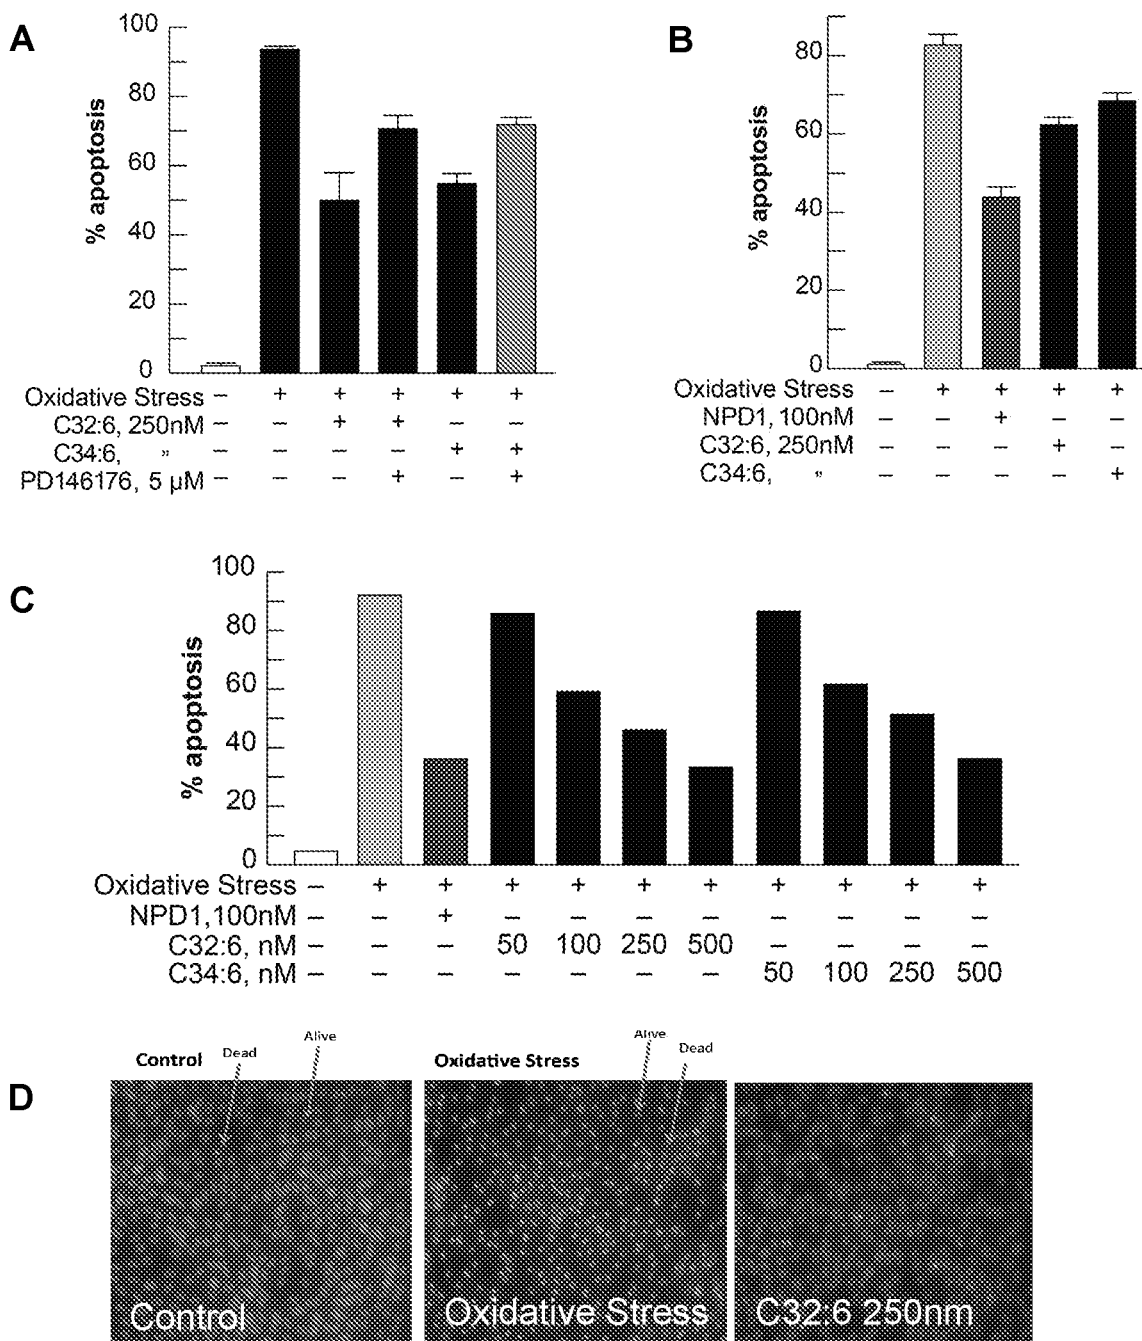 A
% apoptosis
100
80
60
40
20
0
Oxidative Stress – + + + + +
C32:6, 250nM – – + + – –
C34:6, " – – – – + +
PD146176, 5 µM – – – + – +
B
% apoptosis
80
60
40
20
0
Oxidative Stress – + + + +
NPD1, 100nM – – + – –
C32:6, 250nM – – – + –
C34:6, " – – – – +
C
% apoptosis
100
80
60
40
20
0
Oxidative Stress – + + + + + + + + + +
NPD1,100nM – – + – – – – – – – –
C32:6, nM – – – 50 100 250 500 – – – –
C34:6, nM – – – – – – – 50 100 250 500
D
Control Dead Alive
Oxidative Stress Alive Dead
Control
Oxidative Stress
C32:6 250nm